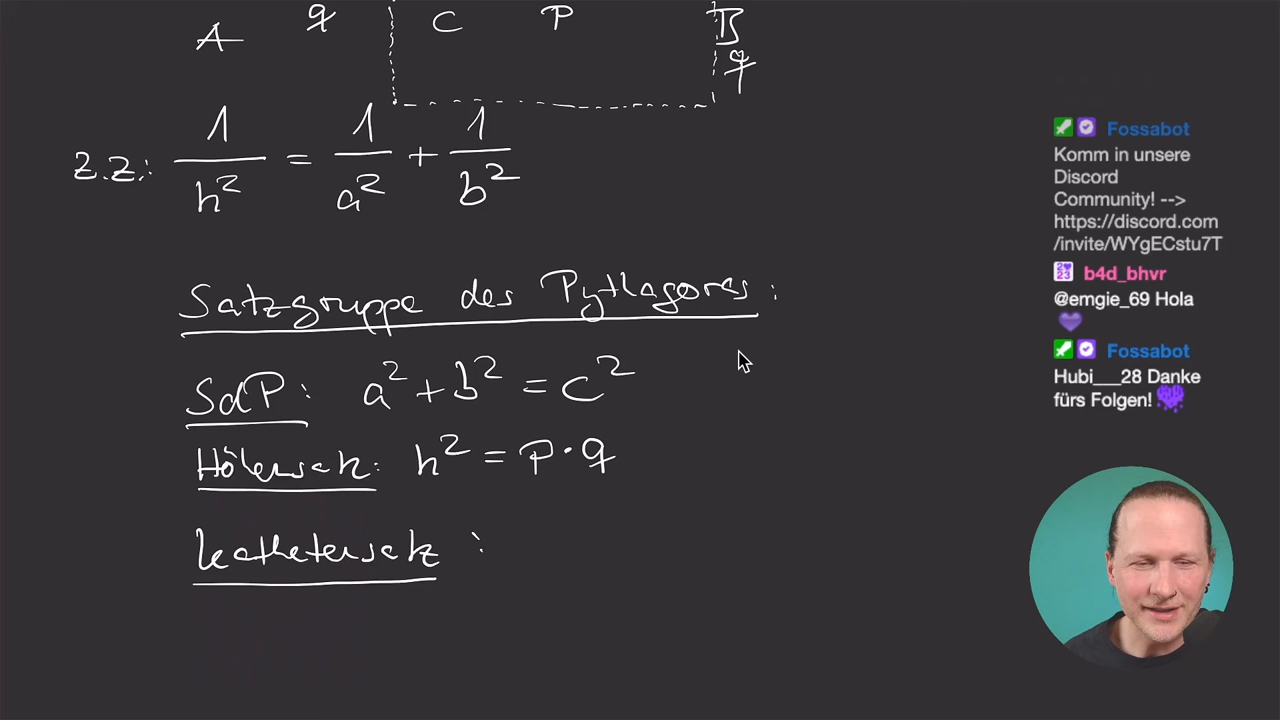 A q c p B
q
z.z.: 1/h² = 1/a² + 1/b²
Satzgruppe des Pythagoras:
SdP: a² + b² = c²
Höhensatz: h² = p · q
Kathetensatz:
Fossabot
Komm in unsere
Discord
Community! -->
https://discord.com
/invite/WYgECstu7T
b4d_bhvr
@emgie_69 Hola
Fossabot
Hubi___28 Danke
fürs Folgen!